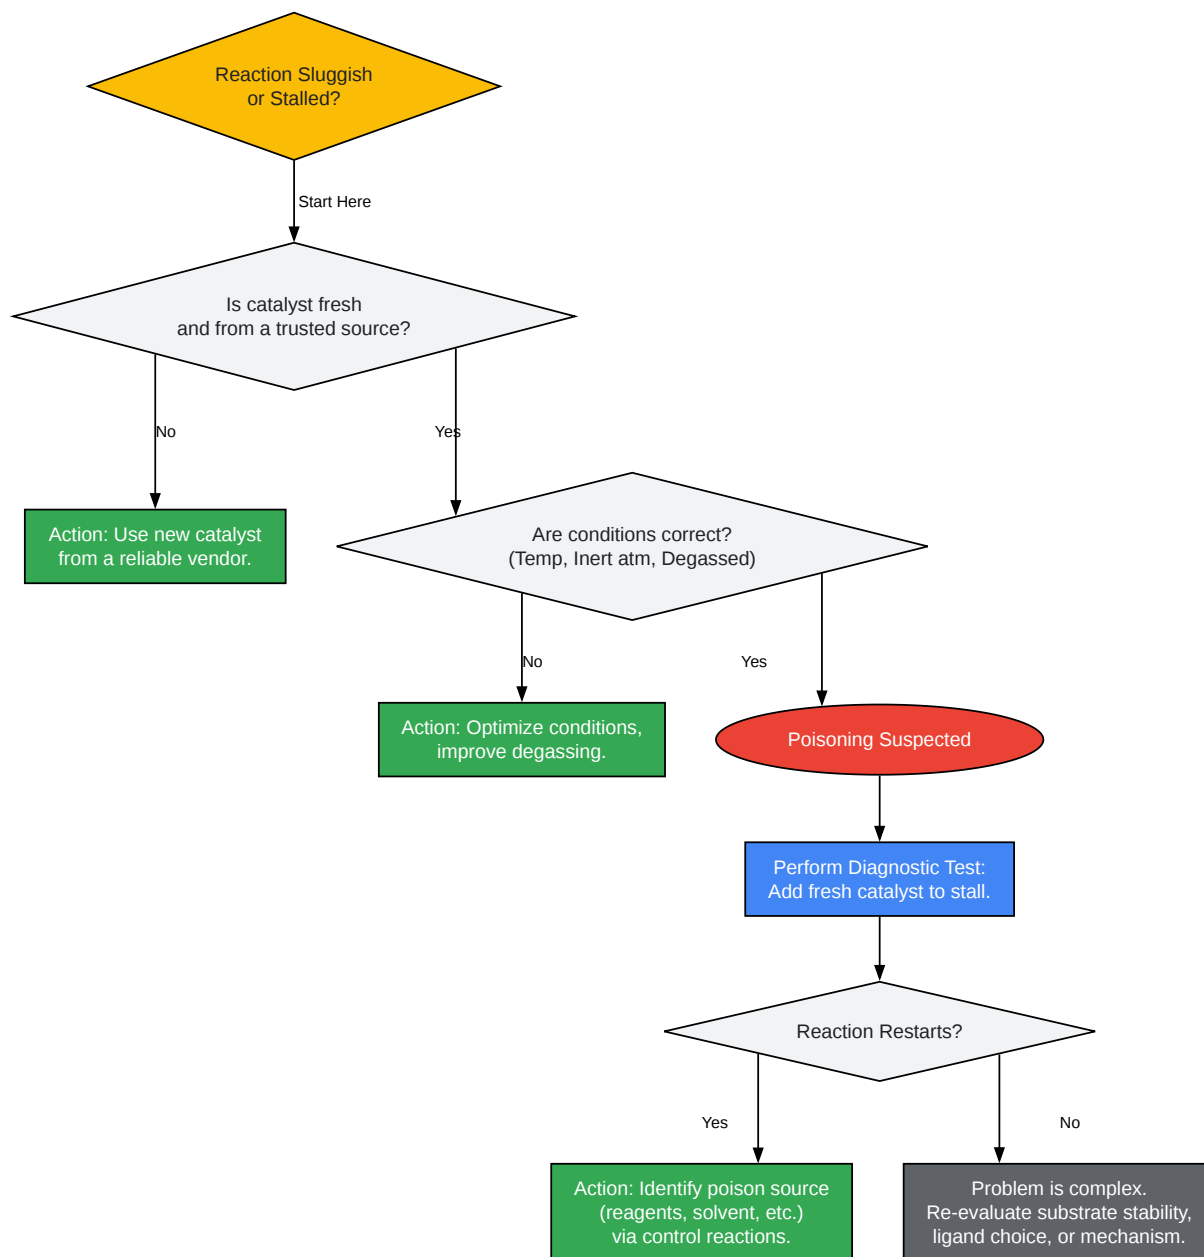 Reaction Sluggish
or Stalled?
Start Here
Is catalyst fresh
and from a trusted source?
No
Yes
Action: Use new catalyst
from a reliable vendor.
Are conditions correct?
(Temp, Inert atm, Degassed)
No
Yes
Action: Optimize conditions,
improve degassing.
Poisoning Suspected
Perform Diagnostic Test:
Add fresh catalyst to stall.
Reaction Restarts?
Yes
No
Action: Identify poison source
(reagents, solvent, etc.)
via control reactions.
Problem is complex.
Re-evaluate substrate stability,
ligand choice, or mechanism.